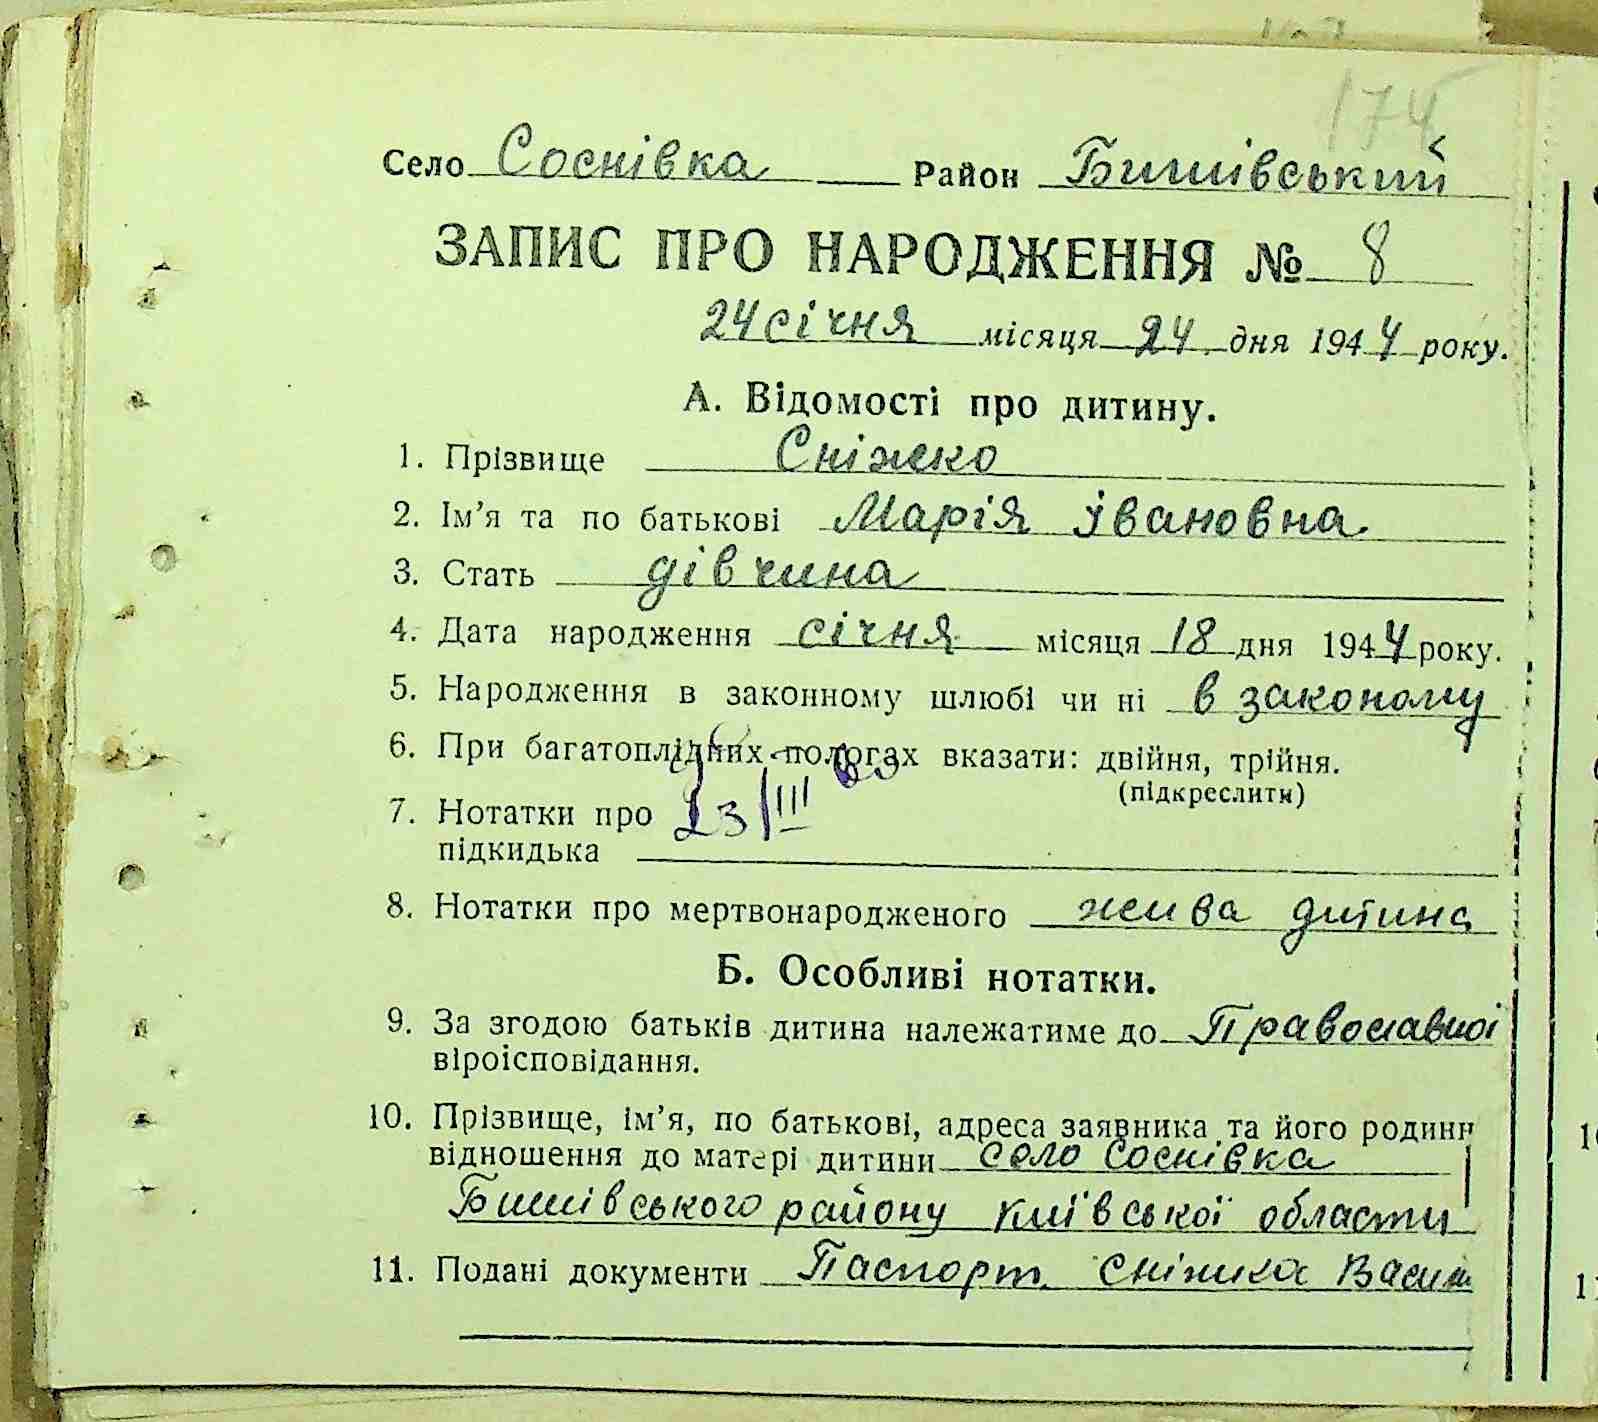 174
Село Соснівка Район Бишівський
ЗАПИС ПРО НАРОДЖЕННЯ № 8
24 січня місяця 24 дня 1944 року.
А. Відомості про дитину.
1. Прізвище Сніжко
2. Ім'я та по батькові Марія Івановна
3. Стать дівчина
4. Дата народження січня місяця 18 дня 1944 року.
5. Народження в законному шлюбі чи ні в законому
6. При багатоплідних пологах вказати: двійня, трійня.
(підкреслити)
7. Нотатки про 23/III
підкидька
8. Нотатки про мертвонародженого жива дитина
Б. Особливі нотатки.
9. За згодою батьків дитина належатиме до Православної
віроісповідання.
10. Прізвище, ім'я, по батькові, адреса заявника та його родинн
відношення до матері дитини село Соснівка
Бишівського району Київської области
11. Подані документи Паспорт Сніжка